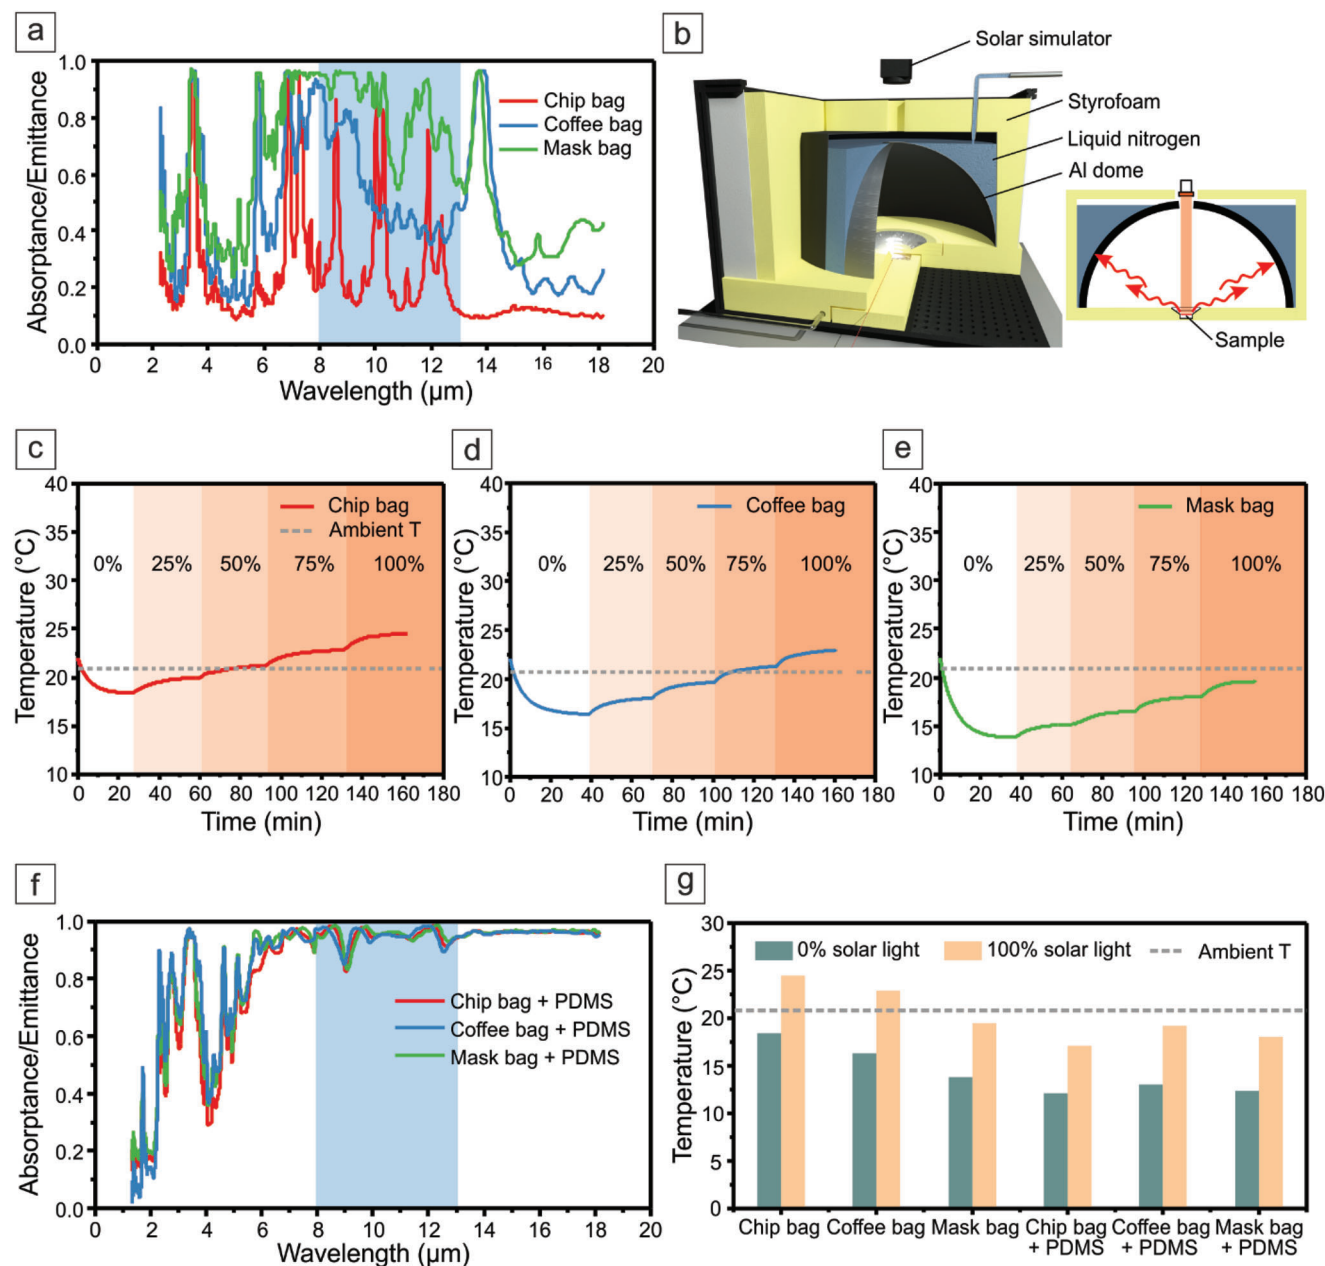 a
1.0
0.8
0.6
0.4
0.2
0.0
0 2 4 6 8 10 12 14 16 18 20
Absorptance/Emittance
Wavelength (μm)
Chip bag
Coffee bag
Mask bag
b
Solar simulator
Styrofoam
Liquid nitrogen
Al dome
Sample
c
40
35
30
25
20
15
10
0 20 40 60 80 100 120 140 160 180
Temperature (°C)
Time (min)
Chip bag
Ambient T
0% 25% 50% 75% 100%
d
40
35
30
25
20
15
10
0 20 40 60 80 100 120 140 160 180
Temperature (°C)
Time (min)
Coffee bag
0% 25% 50% 75% 100%
e
40
35
30
25
20
15
10
0 20 40 60 80 100 120 140 160 180
Temperature (°C)
Time (min)
Mask bag
0% 25% 50% 75% 100%
f
1.0
0.8
0.6
0.4
0.2
0.0
0 2 4 6 8 10 12 14 16 18 20
Absorptance/Emittance
Wavelength (μm)
Chip bag + PDMS
Coffee bag + PDMS
Mask bag + PDMS
g
30
25
20
15
10
5
0
Temperature (°C)
0% solar light 100% solar light Ambient T
Chip bag Coffee bag Mask bag Chip bag Coffee bag Mask bag
+ PDMS + PDMS + PDMS